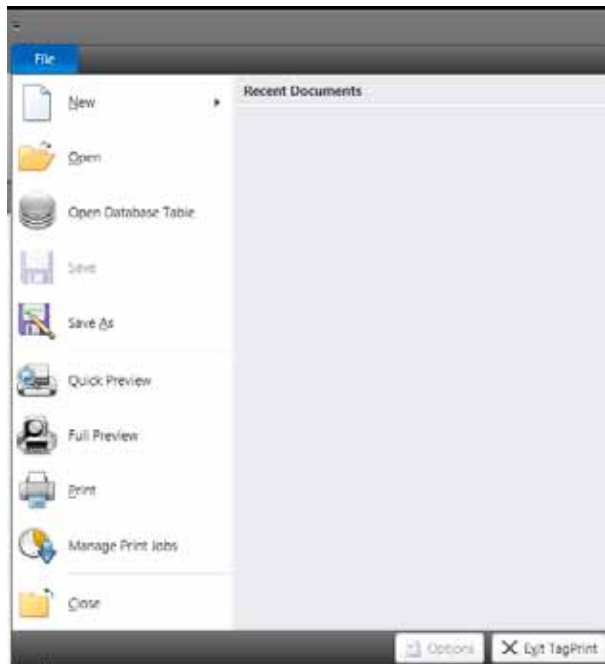 File
New
Recent Documents
Open
Open Database Table
Save
Save As
Quick Preview
Full Preview
Print
Manage Print Jobs
Close
Options
Exit TagPrint